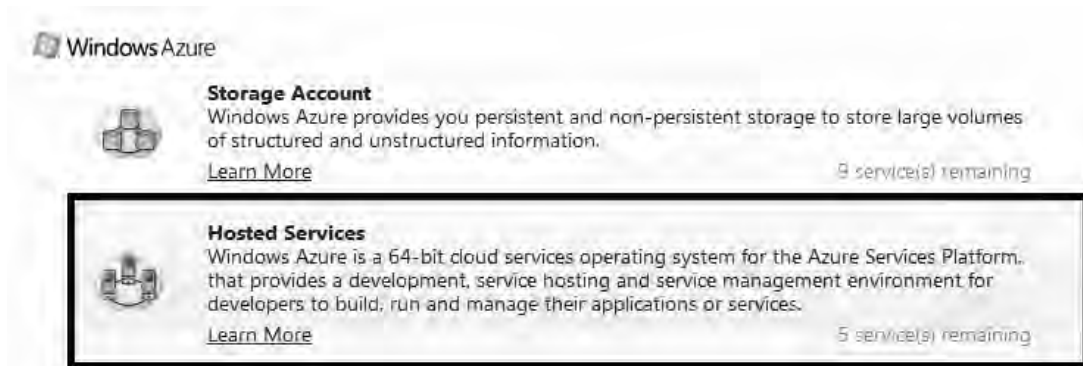 Windows Azure
Storage Account
Windows Azure provides you persistent and non-persistent storage to store large volumes
of structured and unstructured information.
Learn More
9 service(s) remaining
Hosted Services
Windows Azure is a 64-bit cloud services operating system for the Azure Services Platform,
that provides a development, service hosting and service management environment for
developers to build, run and manage their applications or services.
Learn More
5 service(s) remaining